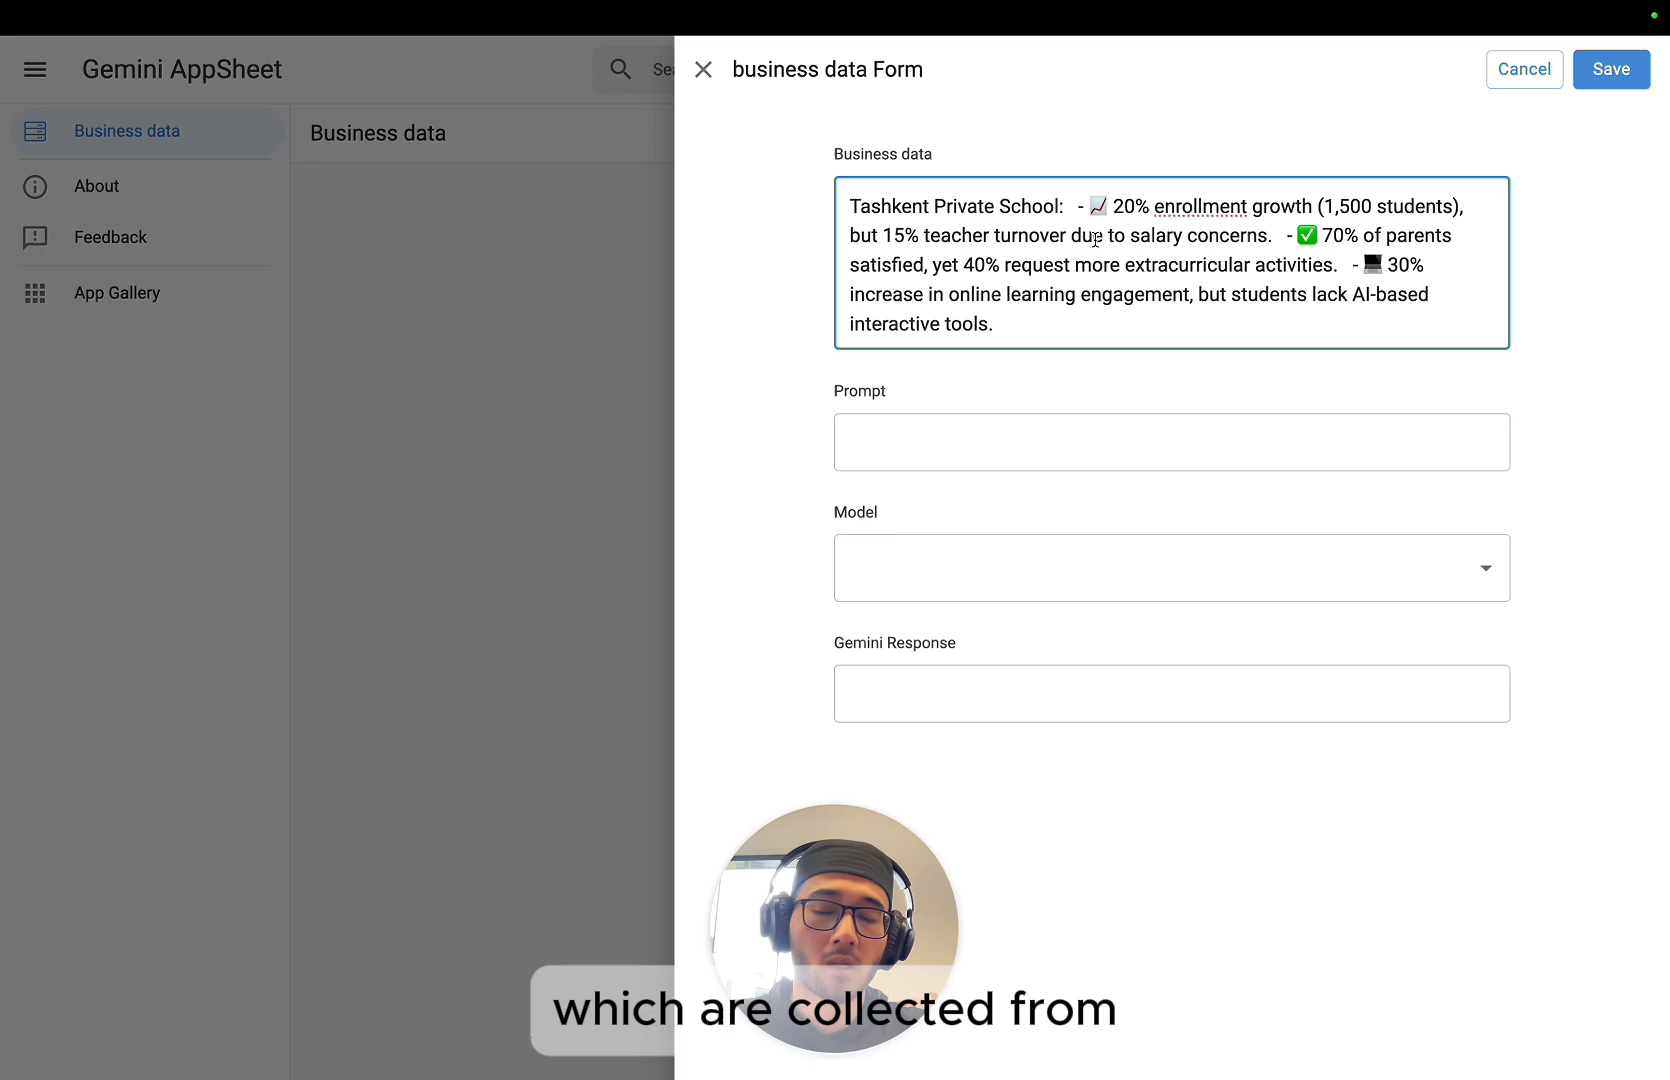 Gemini AppSheet
Business data
About
Feedback
App Gallery
Business data
business data Form
Cancel
Save
Business data
Tashkent Private School: - 📈 20% enrollment growth (1,500 students),
but 15% teacher turnover due to salary concerns. - ✅ 70% of parents
satisfied, yet 40% request more extracurricular activities. - 💻 30%
increase in online learning engagement, but students lack AI-based
interactive tools.
Prompt
Model
Gemini Response
which are collected from